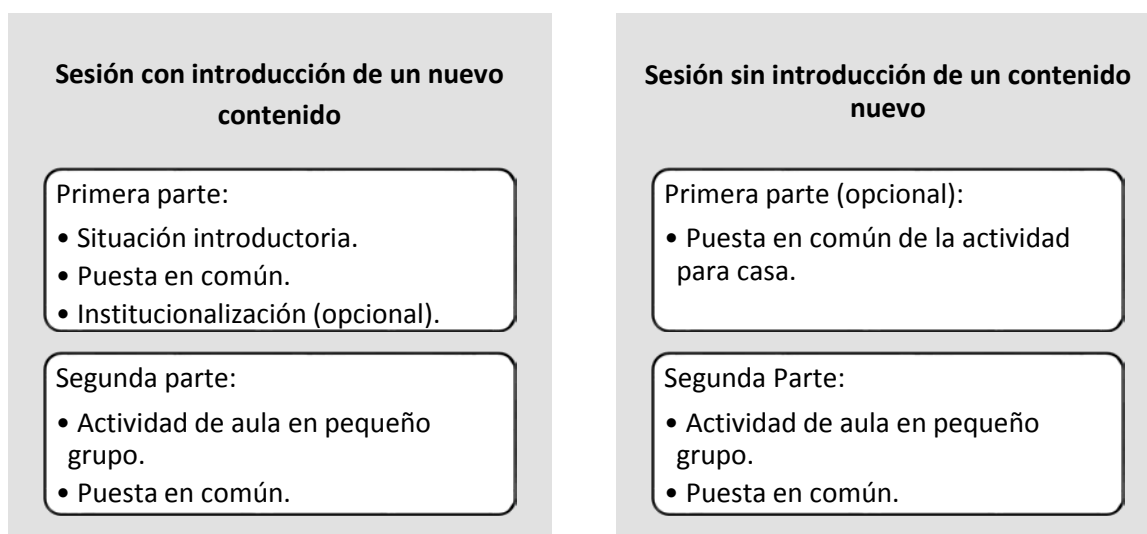 Sesión con introducción de un nuevo
contenido
Primera parte:
• Situación introductoria.
• Puesta en común.
• Institucionalización (opcional).
Segunda parte:
• Actividad de aula en pequeño
grupo.
• Puesta en común.
Sesión sin introducción de un contenido
nuevo
Primera parte (opcional):
• Puesta en común de la actividad
para casa.
Segunda Parte:
• Actividad de aula en pequeño
grupo.
• Puesta en común.